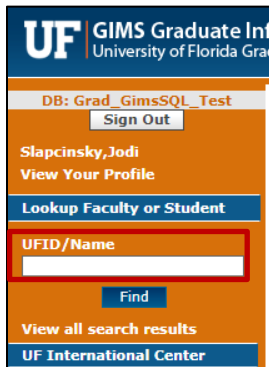 UF GIMS Graduate Inf
University of Florida Gra
DB: Grad_GimsSQL_Test
Sign Out
Slapcinsky,Jodi
View Your Profile
Lookup Faculty or Student
UFID/Name
Find
View all search results
UF International Center